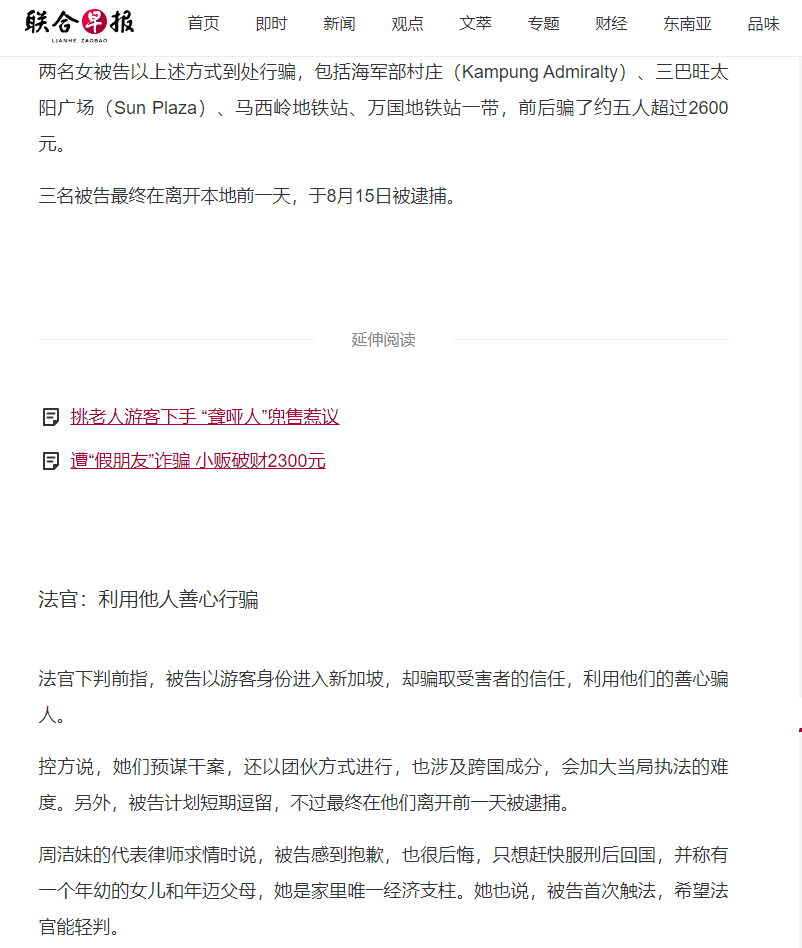 联合早报
LIANHE ZAOBAO
首页 即时 新闻 观点 文萃 专题 财经 东南亚 品味
两名女被告以上述方式到处行骗，包括海军部村庄（Kampung Admiralty）、三巴旺太
阳广场（Sun Plaza）、马西岭地铁站、万国地铁站一带，前后骗了约五人超过2600
元。
三名被告最终在离开本地前一天，于8月15日被逮捕。
延伸阅读
挑老人游客下手 “聋哑人”兜售惹议
遭“假朋友”诈骗 小贩破财2300元
法官：利用他人善心行骗
法官下判前指，被告以游客身份进入新加坡，却骗取受害者的信任，利用他们的善心骗
人。
控方说，她们预谋干案，还以团伙方式进行，也涉及跨国成分，会加大当局执法的难
度。另外，被告计划短期逗留，不过最终在他们离开前一天被逮捕。
周洁妹的代表律师求情时说，被告感到抱歉，也很后悔，只想赶快服刑后回国，并称有
一个年幼的女儿和年迈父母，她是家里唯一经济支柱。她也说，被告首次触法，希望法
官能轻判。